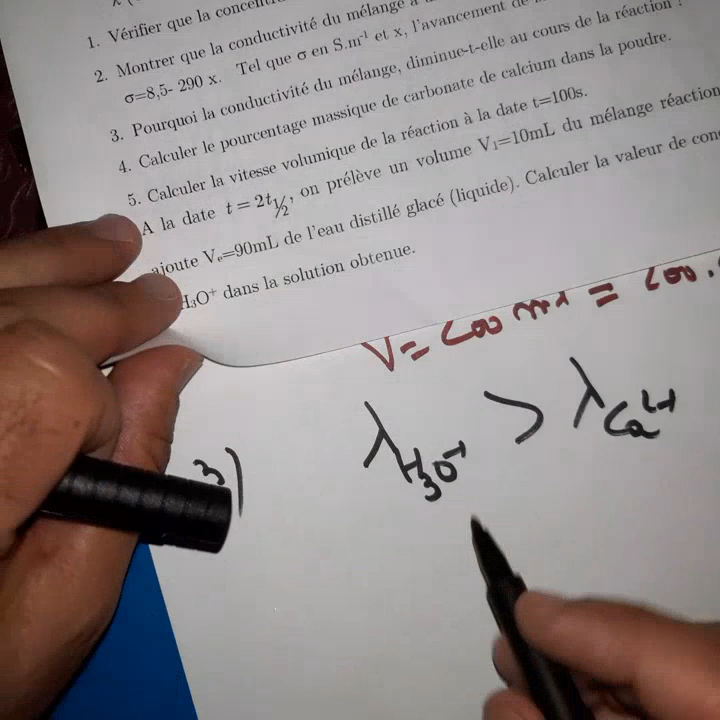 1. Vérifier que la
2. Montrer que la conductivité du mélange à
σ=8,5- 290 x. Tel que σ en S.m⁻¹ et x, l'avancement de
3. Pourquoi la conductivité du mélange, diminue-t-elle au cours de la réaction ?
4. Calculer le pourcentage massique de carbonate de calcium dans la poudre.
5. Calculer la vitesse volumique de la réaction à la date t=100s.
A la date t = 2t½, on prélève un volume V₁=10mL du mélange réaction
ajoute Vₑ=90mL de l'eau distillé glacé (liquide). Calculer la valeur de
H₃O⁺ dans la solution obtenue.
V=
3) λH₃O⁺ > λCa²⁺